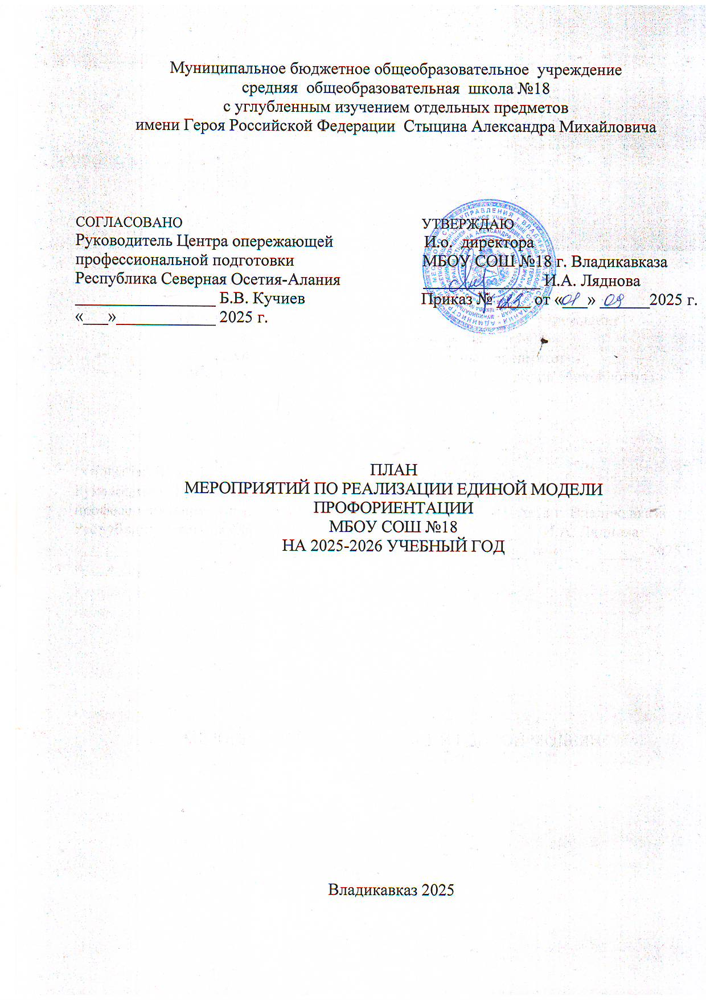 Муниципальное бюджетное общеобразовательное учреждение
средняя общеобразовательная школа №18
с углубленным изучением отдельных предметов
имени Героя Российской Федерации Стыцина Александра Михайловича
СОГЛАСОВАНО
Руководитель Центра опережающей
профессиональной подготовки
Республика Северная Осетия-Алания
_________________ Б.В. Кучиев
«___»____________ 2025 г.
УТВЕРЖДАЮ
И.о. директора
МБОУ СОШ №18 г. Владикавказа
______________ И.А. Ляднова
Приказ № от «01» 09 2025 г.
ПЛАН
МЕРОПРИЯТИЙ ПО РЕАЛИЗАЦИИ ЕДИНОЙ МОДЕЛИ
ПРОФОРИЕНТАЦИИ
МБОУ СОШ №18
НА 2025-2026 УЧЕБНЫЙ ГОД
Владикавказ 2025